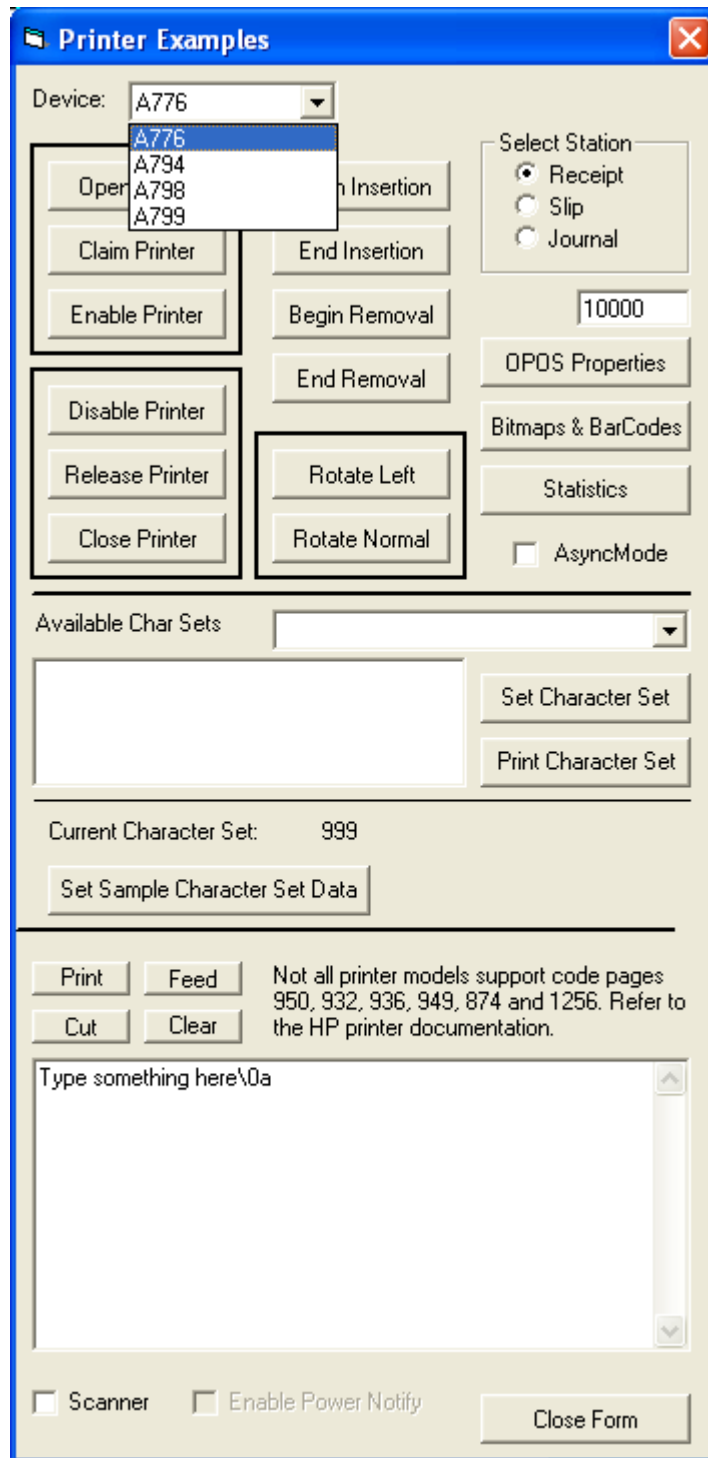 Printer Examples
Device: A776
A776
A794
A798
A799
Open
Insertion
Select Station
Receipt
Slip
Journal
Claim Printer
End Insertion
Enable Printer
Begin Removal
10000
End Removal
OPOS Properties
Disable Printer
Bitmaps & BarCodes
Release Printer
Rotate Left
Statistics
Close Printer
Rotate Normal
AsyncMode
Available Char Sets
Set Character Set
Print Character Set
Current Character Set: 999
Set Sample Character Set Data
Print
Feed
Cut
Clear
Not all printer models support code pages
950, 932, 936, 949, 874 and 1256. Refer to
the HP printer documentation.
Type something here\0a
Scanner
Enable Power Notify
Close Form